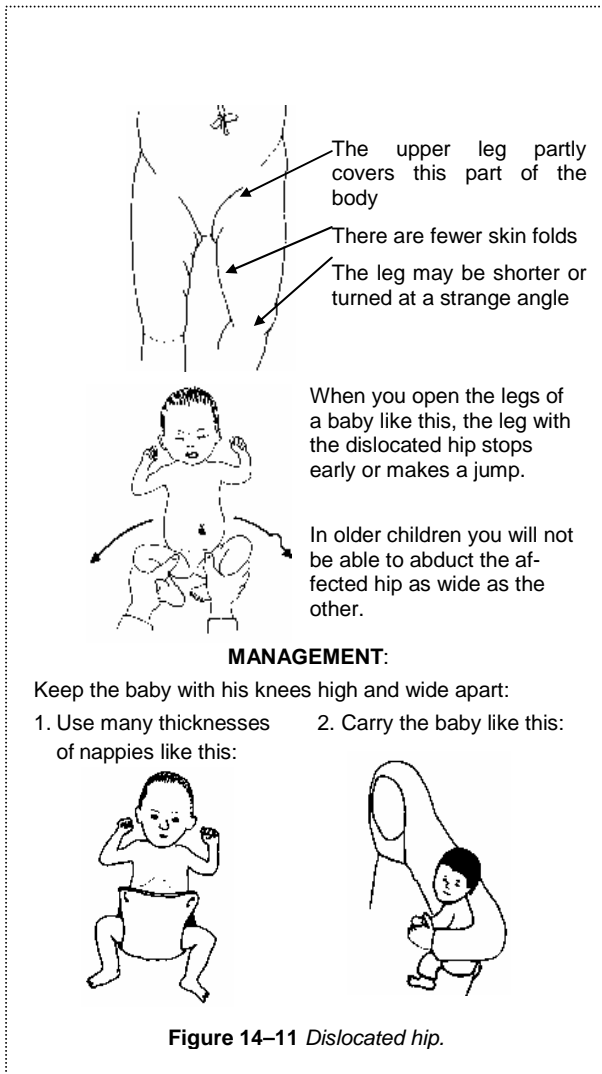 The upper leg partly
covers this part of the
body
There are fewer skin folds
The leg may be shorter or
turned at a strange angle
When you open the legs of
a baby like this, the leg with
the dislocated hip stops
early or makes a jump.
In older children you will not
be able to abduct the af-
fected hip as wide as the
other.
MANAGEMENT:
Keep the baby with his knees high and wide apart:
1. Use many thicknesses
of nappies like this:
2. Carry the baby like this:
Figure 14–11 Dislocated hip.